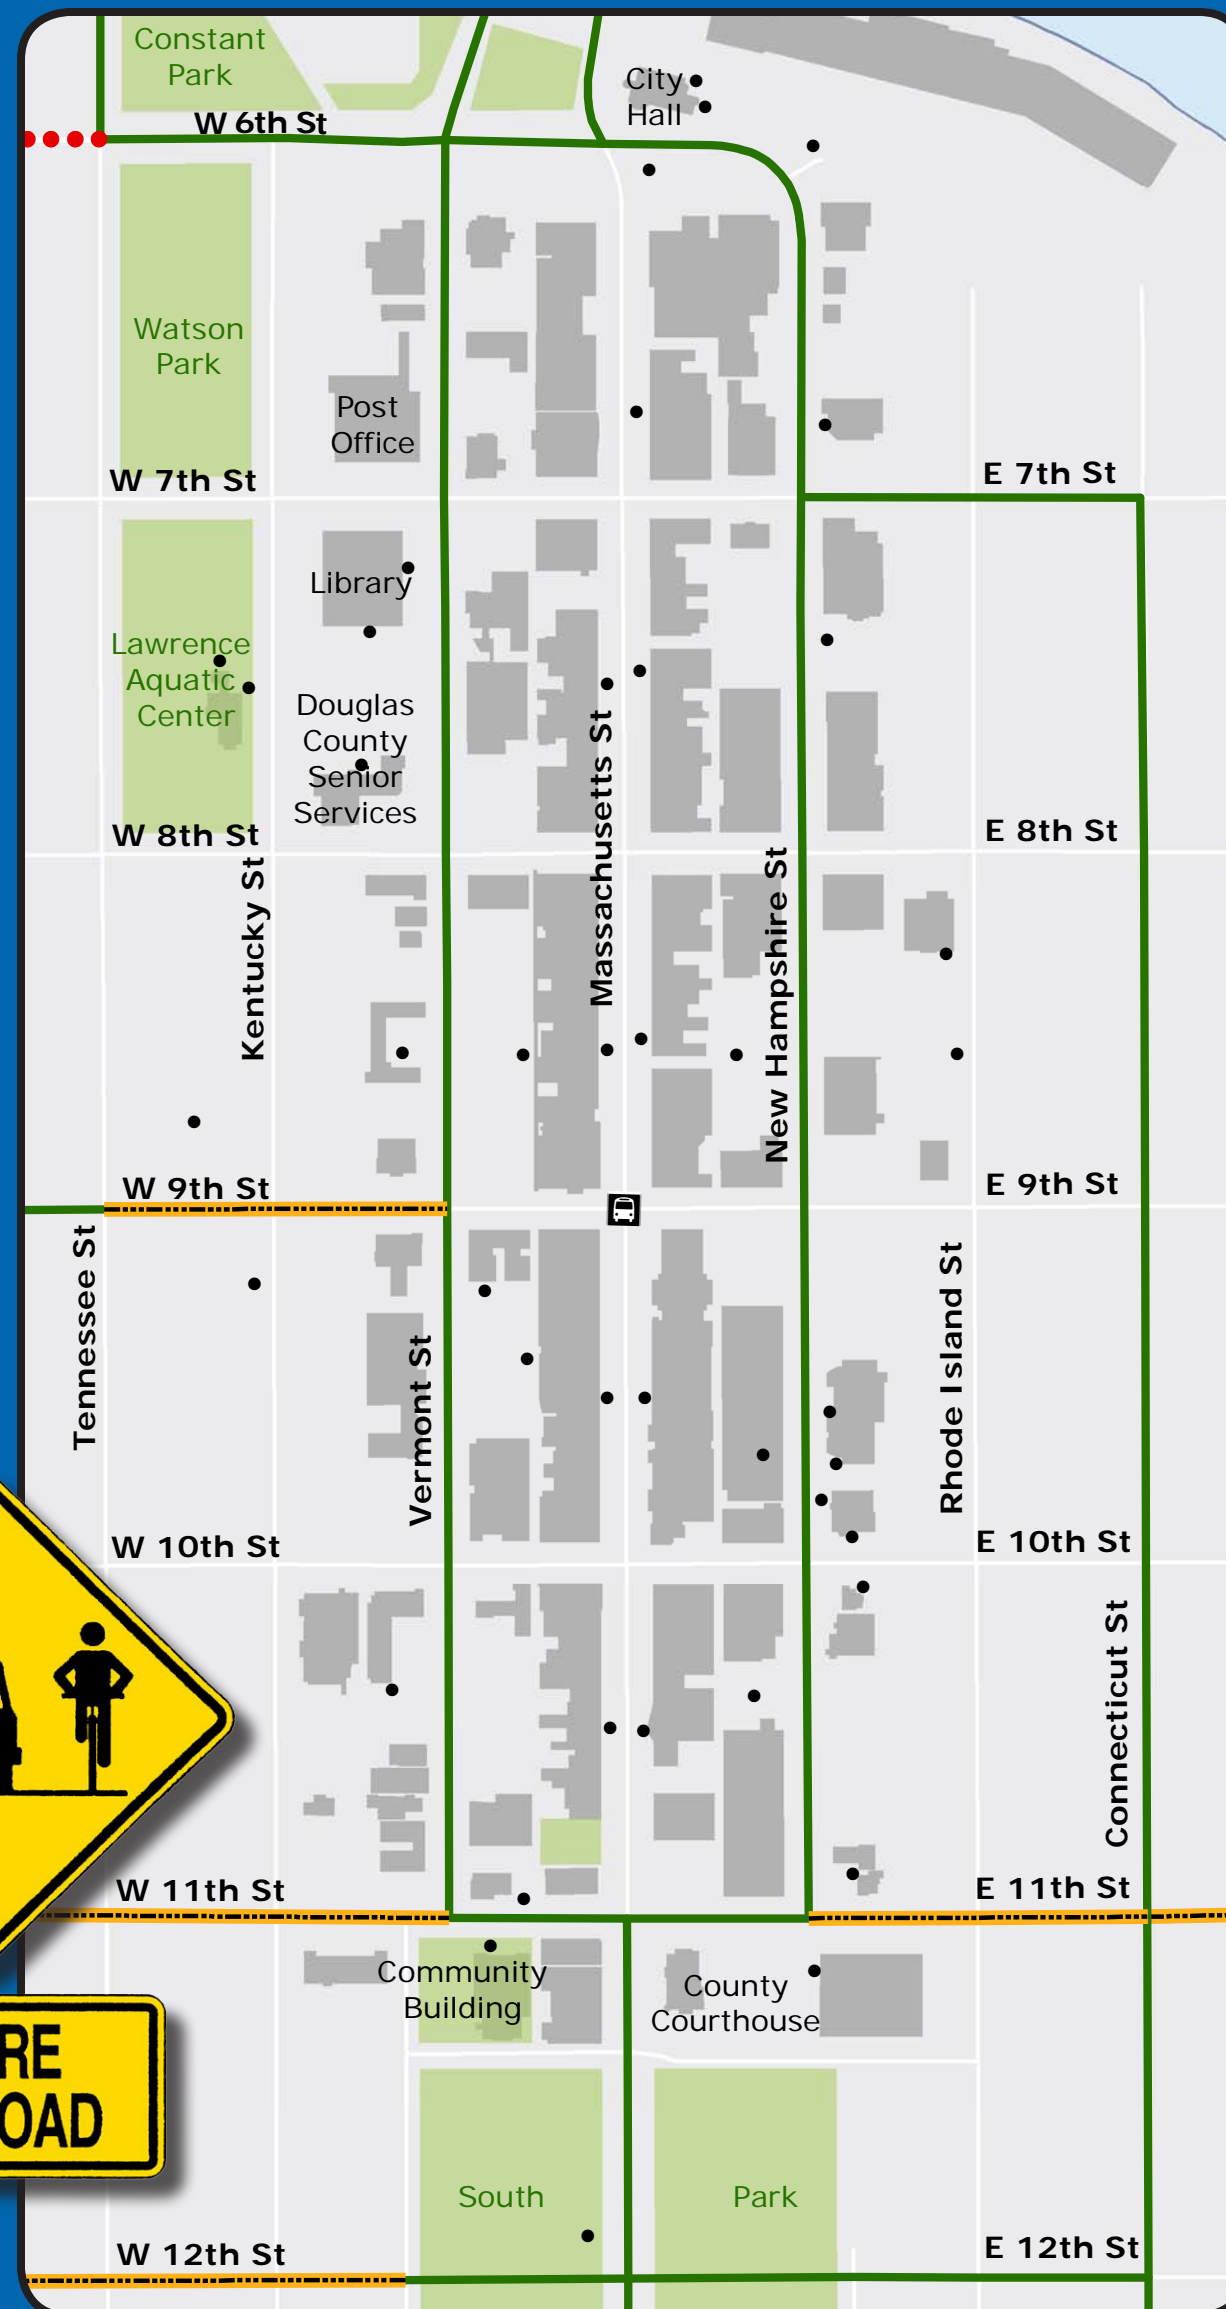 Constant
Park
City
Hall
W 6th St
Watson
Park
Post
Office
W 7th St
E 7th St
Library
Lawrence
Aquatic
Center
Douglas
County
Senior
Services
Massachusetts St
W 8th St
E 8th St
Kentucky St
New Hampshire St
W 9th St
E 9th St
Tennessee St
Vermont St
Rhode Island St
W 10th St
E 10th St
Connecticut St
W 11th St
E 11th St
Community
Building
County
Courthouse
RE
OAD
South Park
W 12th St
E 12th St